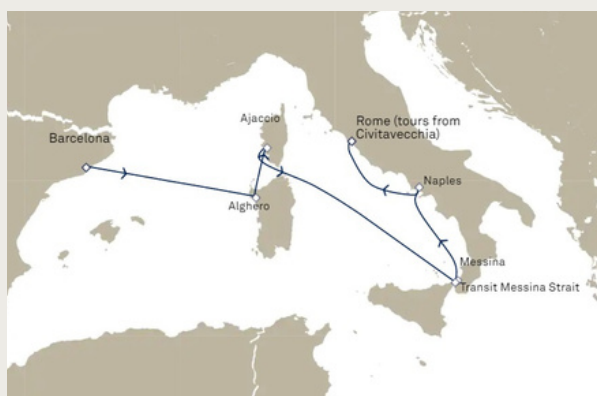 Ajaccio
Rome (tours from
Civitavecchia)
Barcelona
Naples
Alghero
Messina
Transit Messina Strait